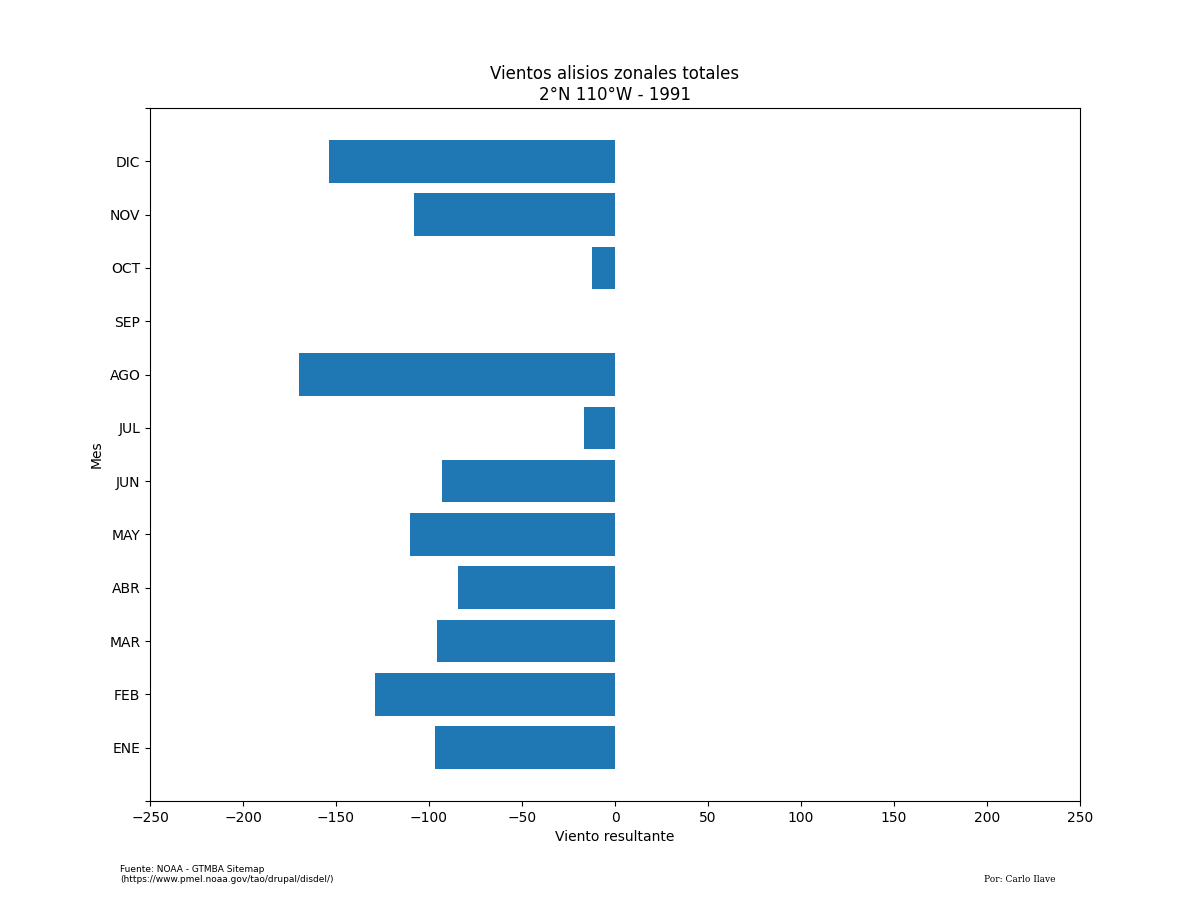 Vientos alisios zonales totales
2°N 110°W - 1991
DIC
NOV
OCT
SEP
AGO
JUL
JUN
MAY
ABR
MAR
FEB
ENE
Mes
−250 −200 −150 −100 −50 0 50 100 150 200 250
Viento resultante
Fuente: NOAA - GTMBA Sitemap
(https://www.pmel.noaa.gov/tao/drupal/disdel/)
Por: Carlo Ilave